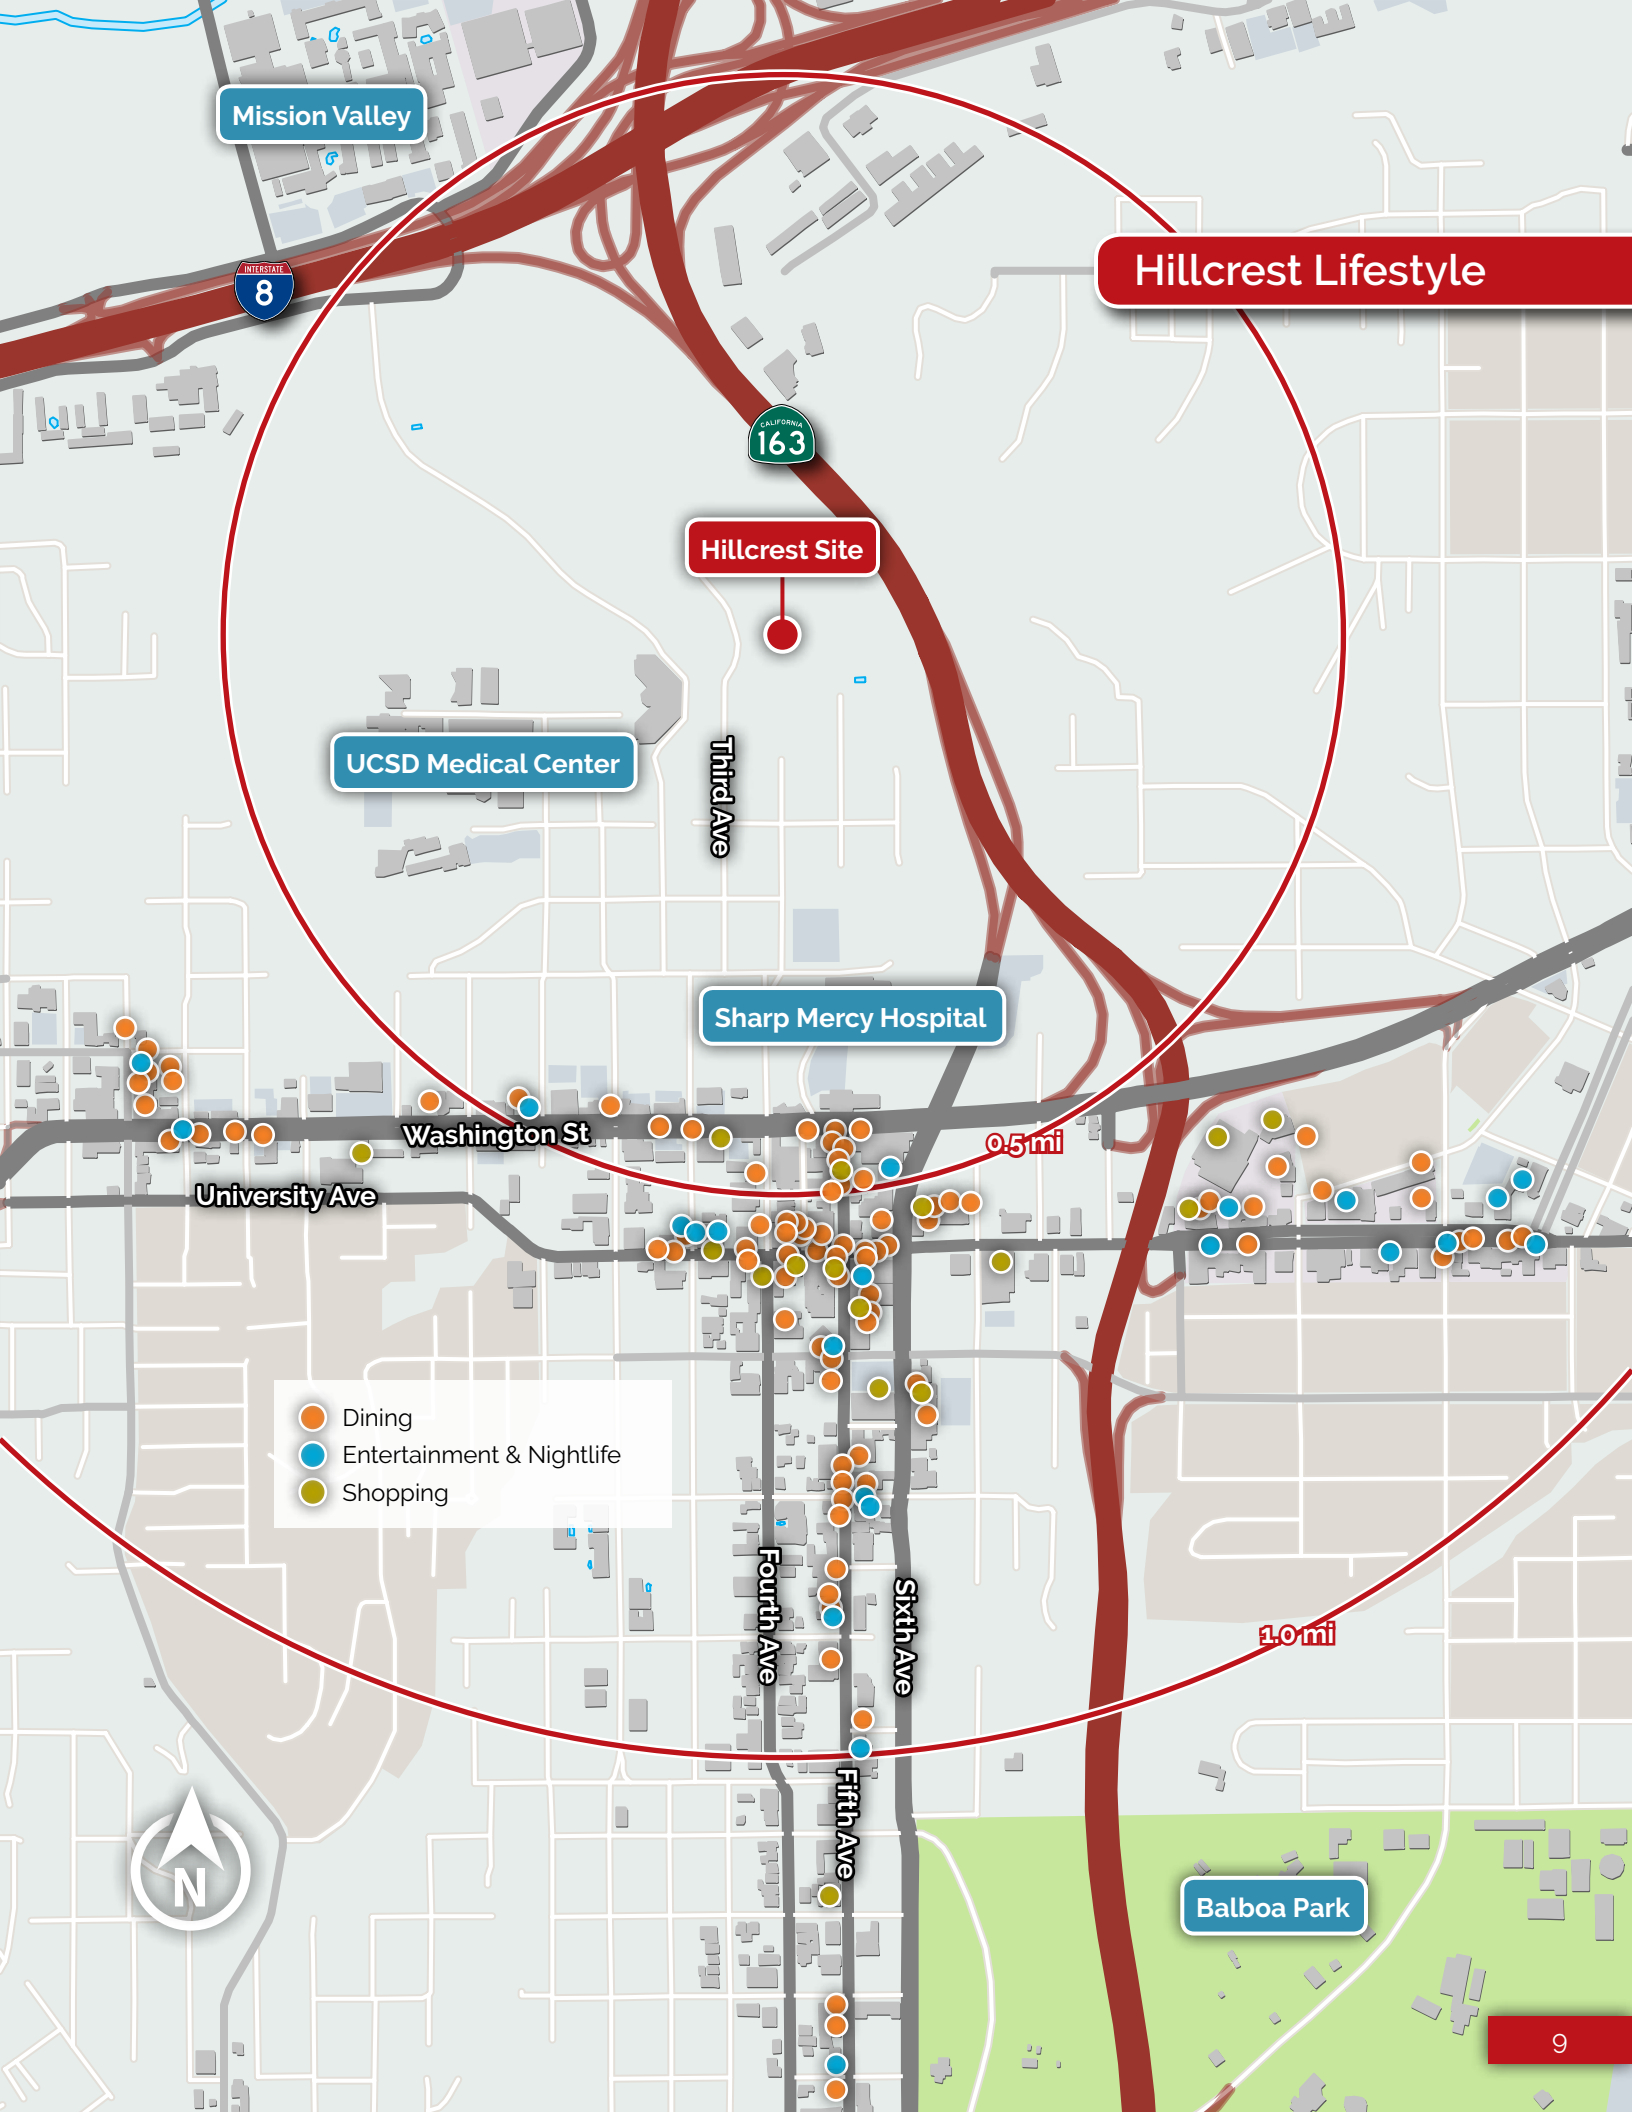 Mission Valley
INTERSTATE
8
Hillcrest Lifestyle
CALIFORNIA
163
Hillcrest Site
UCSD Medical Center
Third Ave
Sharp Mercy Hospital
Washington St
0.5 mi
University Ave
Dining
Entertainment & Nightlife
Shopping
Fourth Ave
Sixth Ave
1.0 mi
Fifth Ave
N
Balboa Park
9